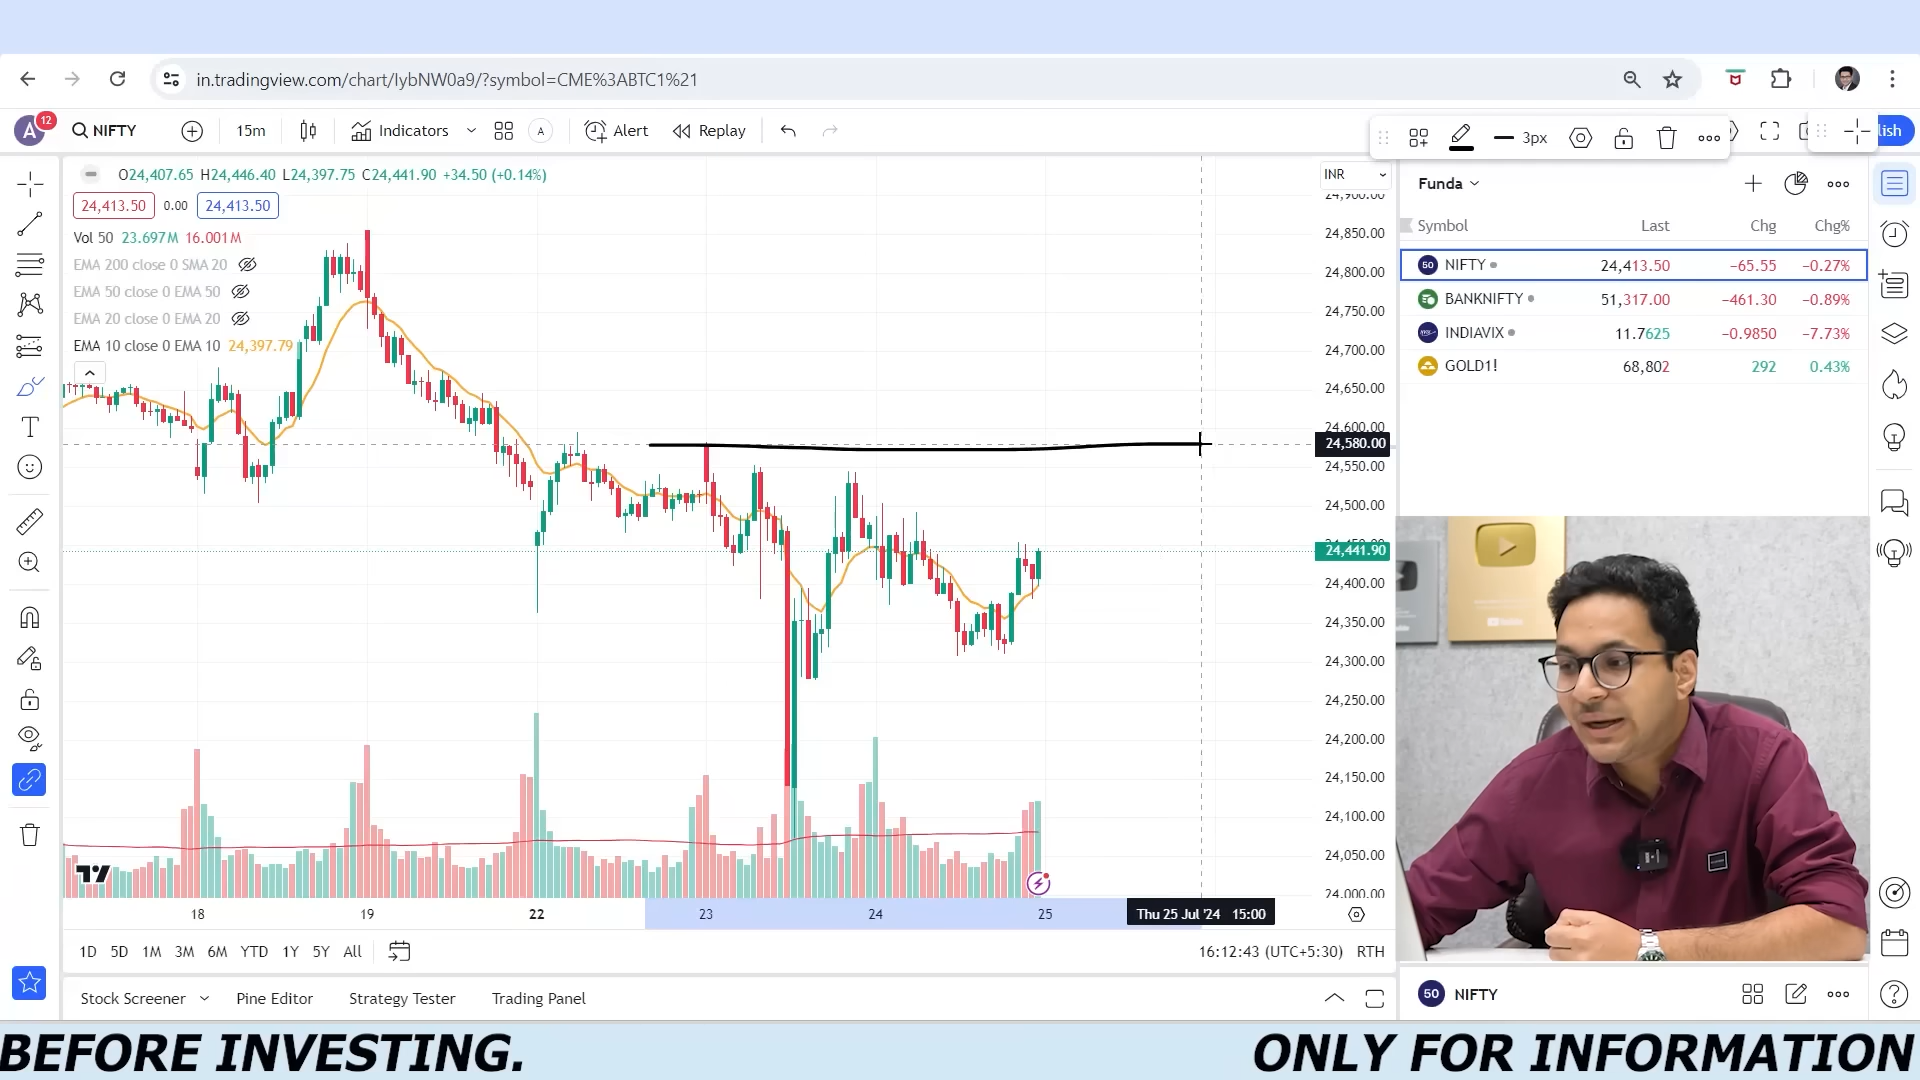 in.tradingview.com/chart/IybNW0a9/?symbol=CME%3ABTC1%21
A 12 NIFTY 15m Indicators A Alert Replay 3px lish
O24,407.65 H24,446.40 L24,397.75 C24,441.90 +34.50 (+0.14%)
24,413.50 0.00 24,413.50
Vol 50 23.697M 16.001M
EMA 200 close 0 SMA 20
EMA 50 close 0 EMA 50
EMA 20 close 0 EMA 20
EMA 10 close 0 EMA 10 24,397.79
INR
24,900.00
24,850.00
24,800.00
24,750.00
24,700.00
24,650.00
24,600.00
24,580.00
24,550.00
24,500.00
24,441.90
24,400.00
24,350.00
24,300.00
24,250.00
24,200.00
24,150.00
24,100.00
24,050.00
24,000.00
18 19 22 23 24 25 Thu 25 Jul '24 15:00
1D 5D 1M 3M 6M YTD 1Y 5Y All 16:12:43 (UTC+5:30) RTH
Stock Screener Pine Editor Strategy Tester Trading Panel
Funda
Symbol Last Chg Chg%
50 NIFTY 24,413.50 −65.55 −0.27%
BANKNIFTY 51,317.00 −461.30 −0.89%
INDIAVIX 11.7625 −0.9850 −7.73%
GOLD1! 68,802 292 0.43%
50 NIFTY
BEFORE INVESTING. ONLY FOR INFORMATION